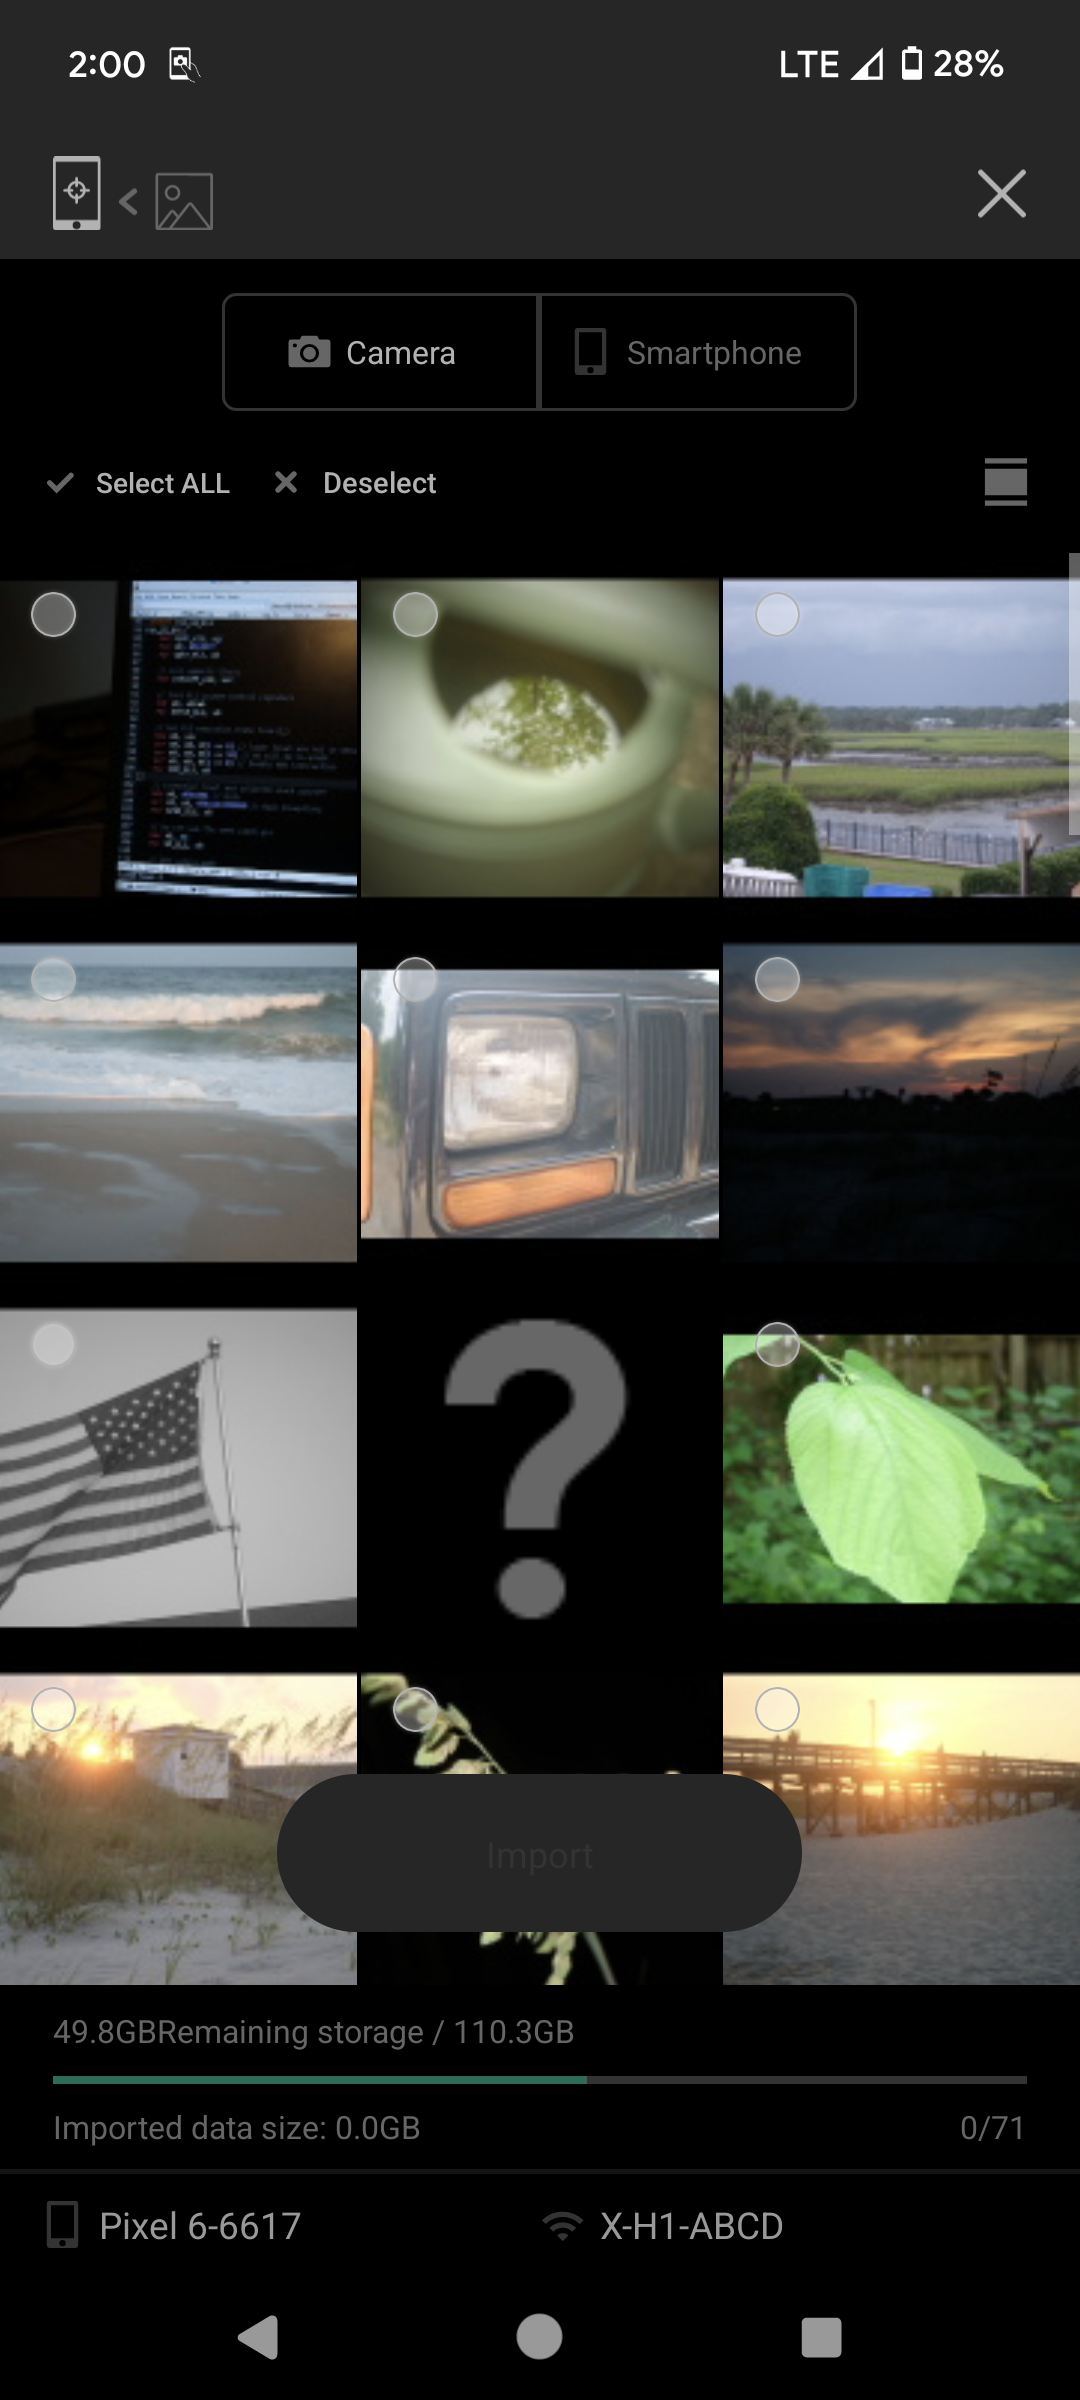 2:00 LTE 28%
Camera Smartphone
Select ALL Deselect
?
Import
49.8GBRemaining storage / 110.3GB
Imported data size: 0.0GB 0/71
Pixel 6-6617 X-H1-ABCD